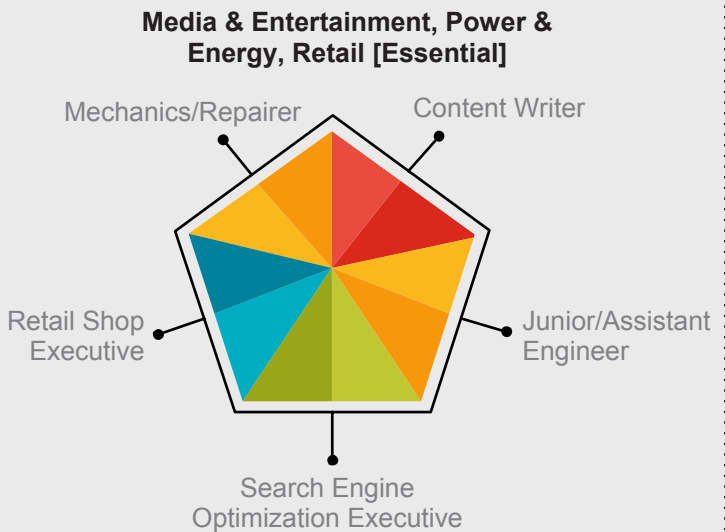 Media & Entertainment, Power &
Energy, Retail [Essential]
Mechanics/Repairer
Content Writer
Retail Shop
Executive
Junior/Assistant
Engineer
Search Engine
Optimization Executive